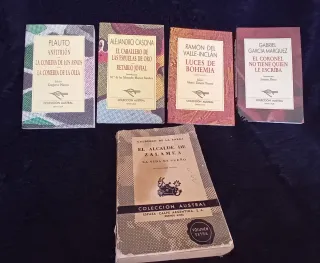 PLAUTO
ANFITRIÓN
LA COMEDIA DE LOS ASNOS
LA COMEDIA DE LA OLLA
COLECCIÓN AUSTRAL
ALEJANDRO CASONA
EL CABALLERO DE
LAS ESPUELAS DE ORO
RETABLO JOVIAL
COLECCIÓN AUSTRAL
RAMÓN DEL
VALLE-INCLÁN
LUCES DE
BOHEMIA
COLECCIÓN AUSTRAL
GABRIEL
GARCÍA MÁRQUEZ
EL CORONEL
NO TIENE QUIEN
LE ESCRIBA
COLECCIÓN AUSTRAL
EL ALCALDE DE
ZALAMEA
COLECCIÓN AUSTRAL
ESPASA-CALPE ARGENTINA, S. A.
VOLUMEN
EXTRA